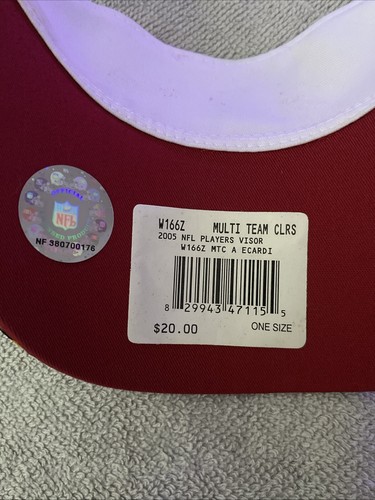 OFFICIAL
NFL
NF 380700176
W166Z MULTI TEAM CLRS
2005 NFL PLAYERS VISOR
W166Z MTC A ECARDI
8 29943 47115 5
$20.00 ONE SIZE